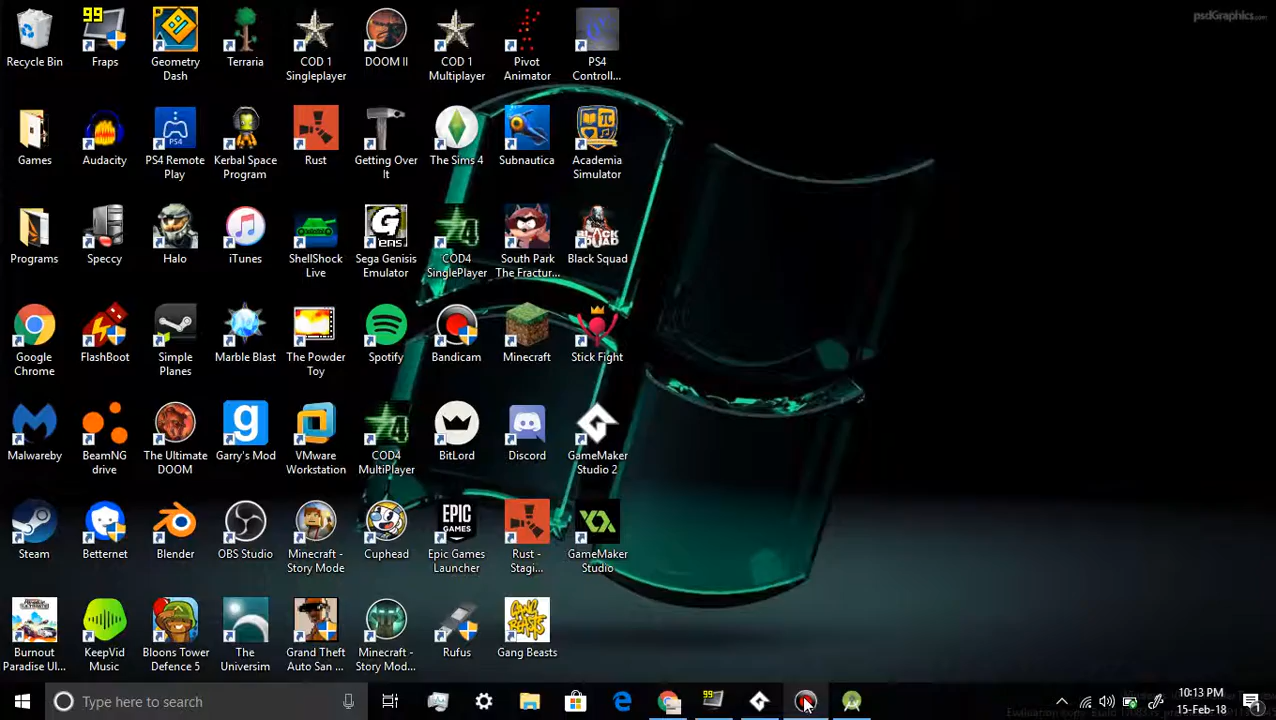 psdGraphics.com
99
Recycle Bin
Fraps
Geometry
Dash
Terraria
COD 1
Singleplayer
DOOM II
COD 1
Multiplayer
Pivot
Animator
PS4
Controll...
Games
Audacity
PS4 Remote
Play
Kerbal Space
Program
Rust
Getting Over
It
The Sims 4
Subnautica
Academia
Simulator
Programs
Speccy
Halo
iTunes
ShellShock
Live
Sega Genisis
Emulator
COD4
SinglePlayer
South Park
The Fractur...
Black Squad
Google
Chrome
FlashBoot
Simple
Planes
Marble Blast
The Powder
Toy
Spotify
Bandicam
Minecraft
Stick Fight
Malwareby
BeamNG
drive
The Ultimate
DOOM
Garry's Mod
VMware
Workstation
COD4
MultiPlayer
BitLord
Discord
GameMaker
Studio 2
Steam
Betternet
Blender
OBS Studio
Minecraft -
Story Mode
Cuphead
Epic Games
Launcher
Rust -
Stagi...
GameMaker
Studio
Burnout
Paradise Ul...
KeepVid
Music
Bloons Tower
Defence 5
The
Universim
Grand Theft
Auto San ...
Minecraft -
Story Mod...
Rufus
Gang Beasts
Type here to search
99
10:13 PM
15-Feb-18
1